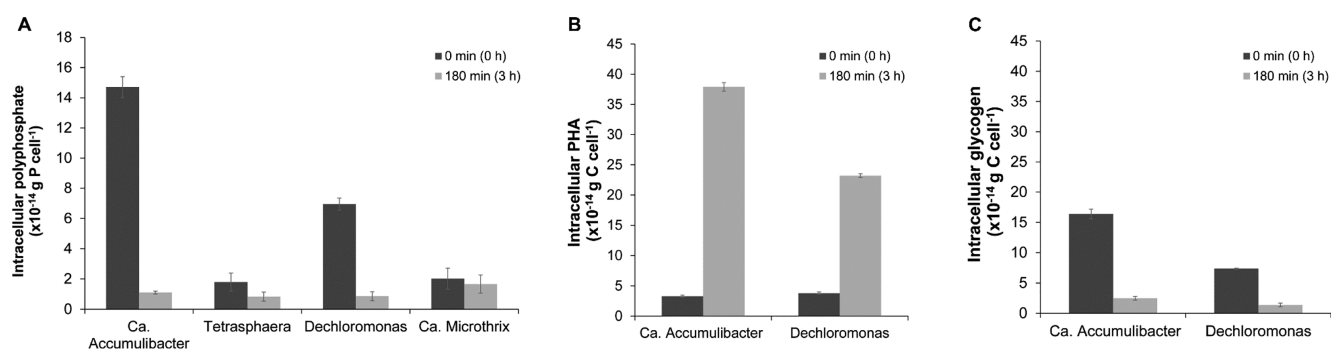 A
Intracellular polyphosphate
(x10-14 g P cell-1)
18
16
14
12
10
8
6
4
2
0
0 min (0 h)
180 min (3 h)
Ca.
Accumulibacter
Tetrasphaera
Dechloromonas
Ca. Microthrix
B
Intracellular PHA
(x10-14 g C cell-1)
45
40
35
30
25
20
15
10
5
0
0 min (0 h)
180 min (3 h)
Ca. Accumulibacter
Dechloromonas
C
Intracellular glycogen
(x10-14 g C cell-1)
45
40
35
30
25
20
15
10
5
0
0 min (0 h)
180 min (3 h)
Ca. Accumulibacter
Dechloromonas